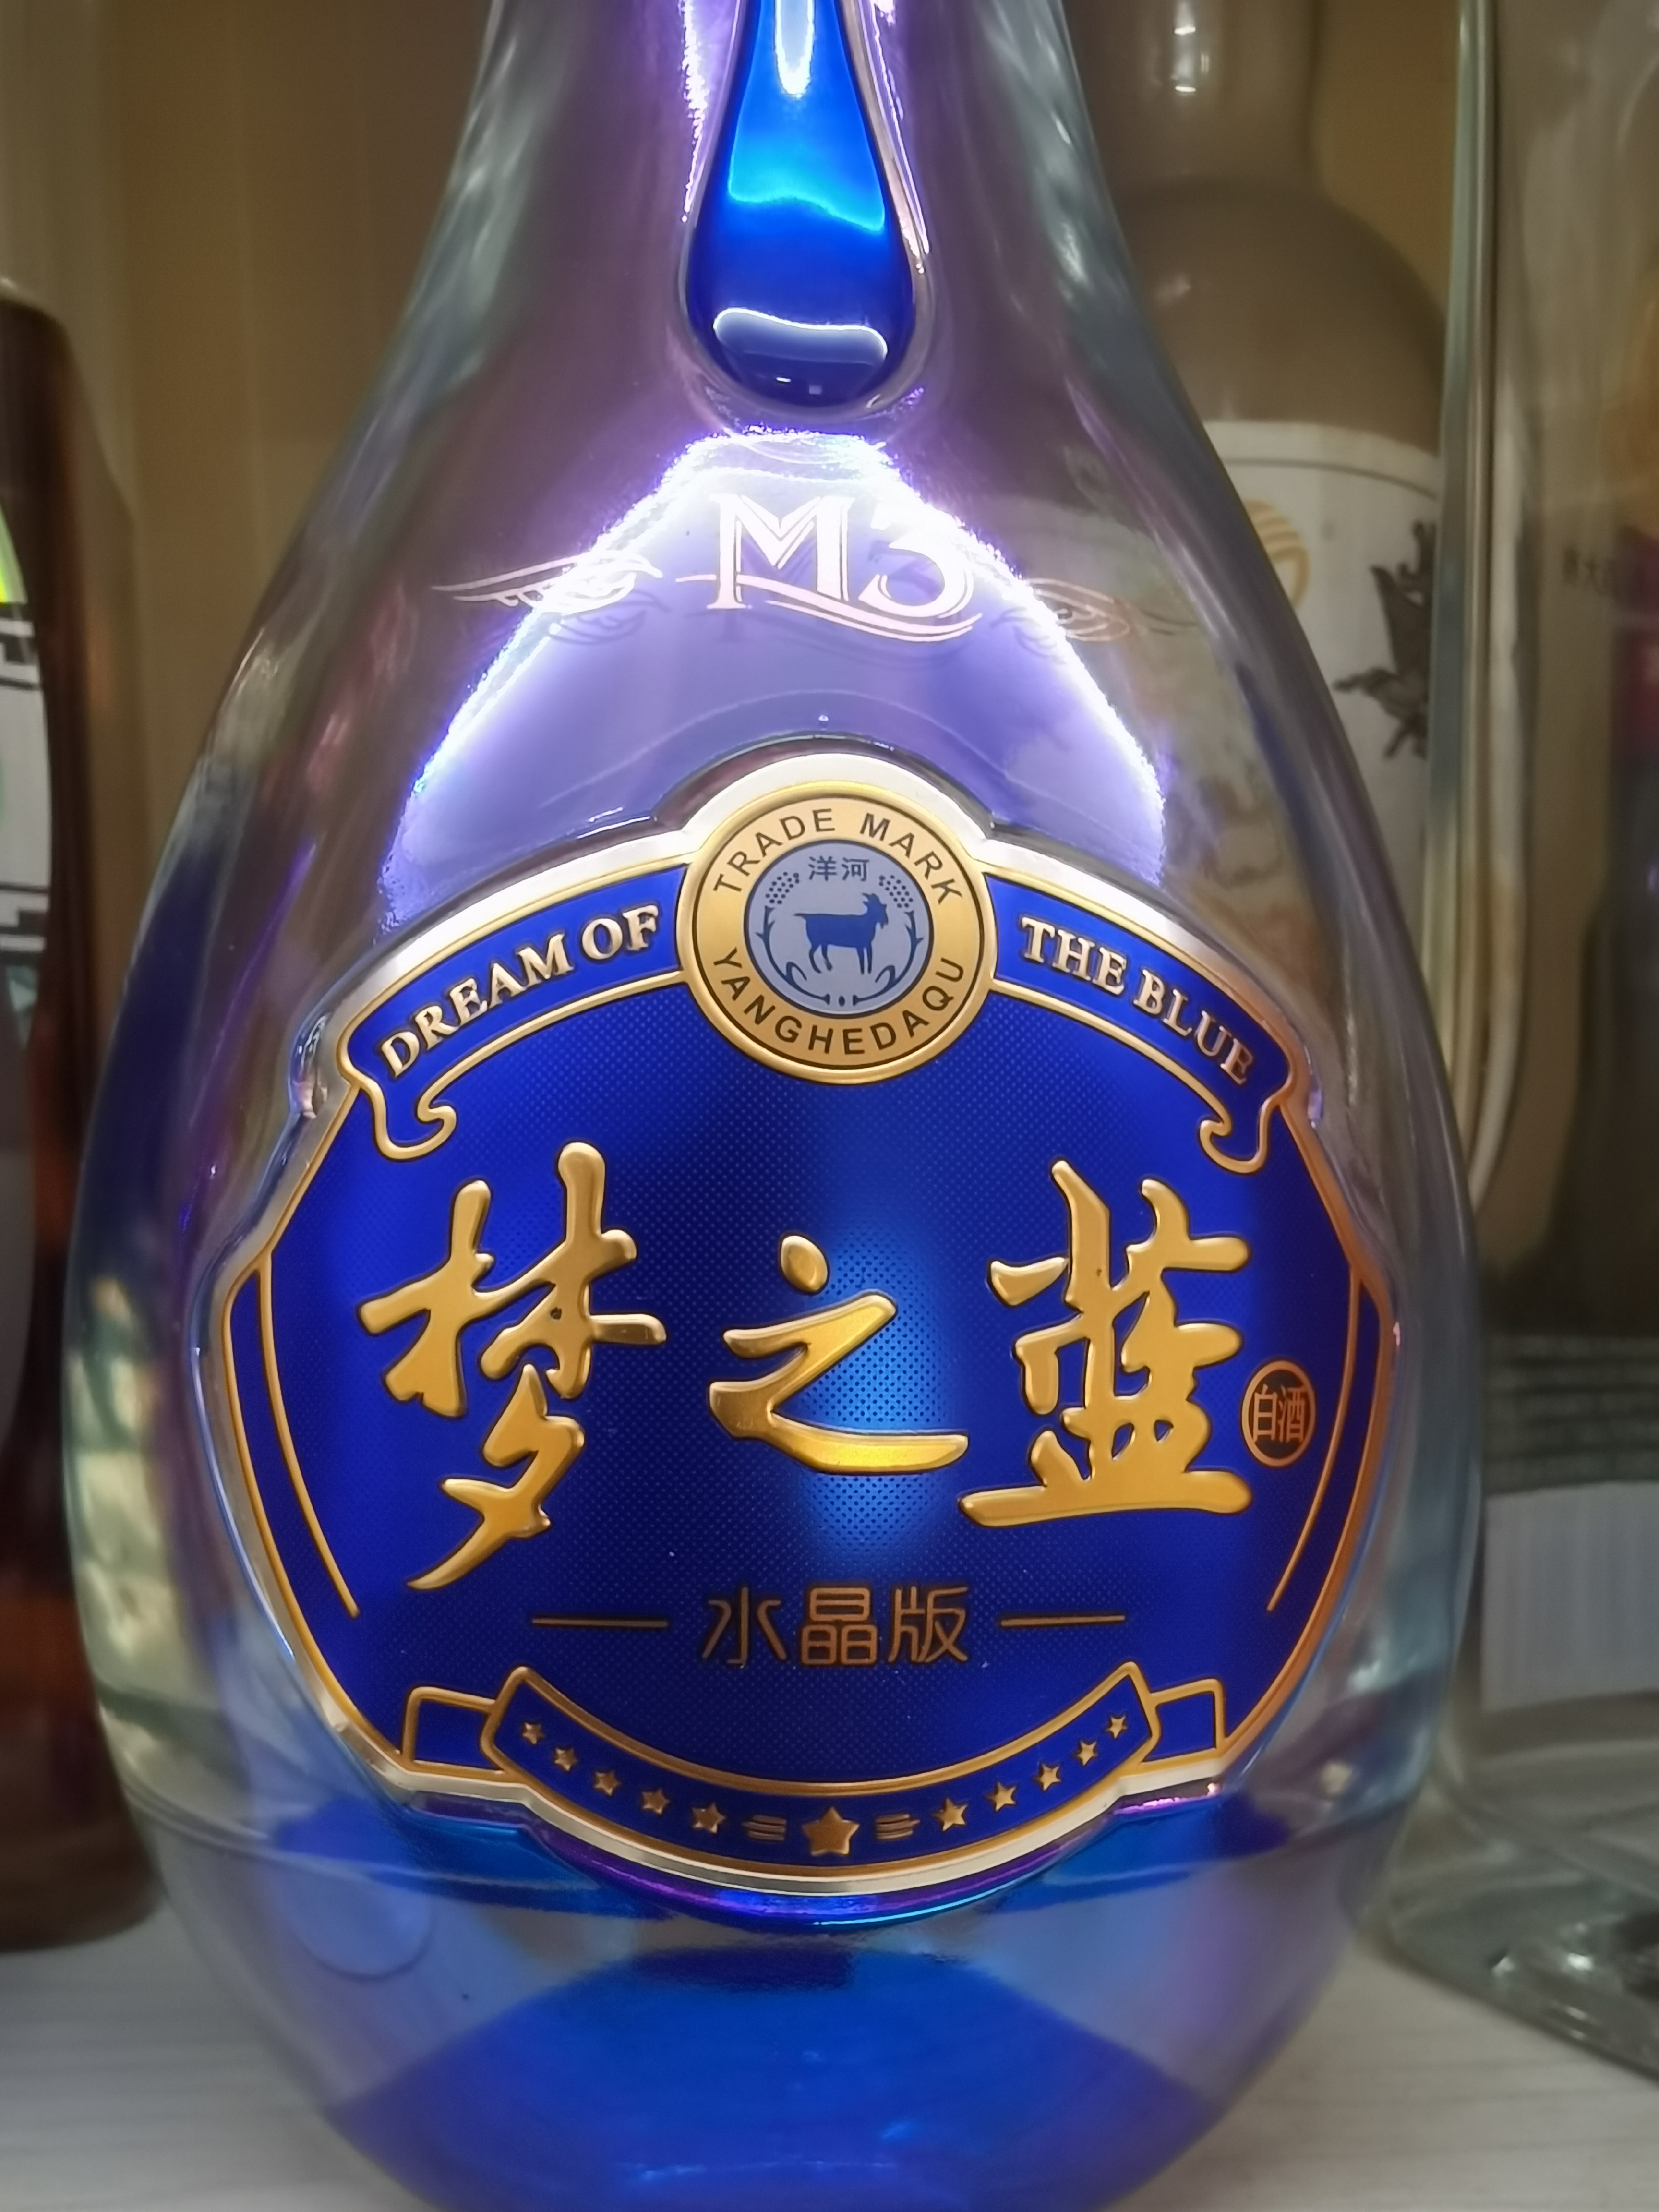 M3
TRADE MARK
洋河
YANGHEDAQU
DREAM OF
THE BLUE
梦之蓝
白酒
水晶版